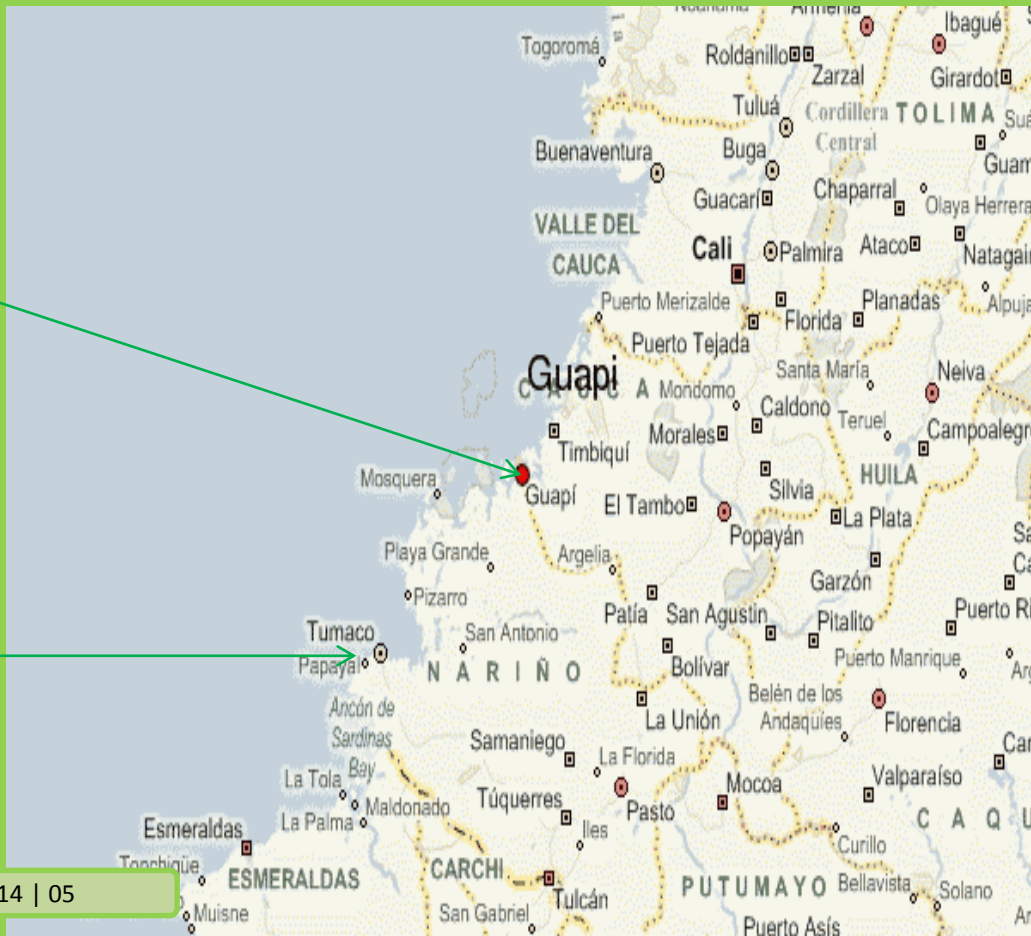 Armenia
Ibagué
Togoromá
Roldanillo
Zarzal
Girardot
Tuluá
Cordillera
Central
TOLIMA
Buenaventura
Buga
Guacarí
Chaparral
Olaya Herrera
VALLE DEL
CAUCA
Cali
Palmira
Ataco
Puerto Merizalde
Florida
Planadas
Puerto Tejada
Guapi
CAUCA
Mondomo
Santa María
Neiva
Caldono
Teruel
Timbiquí
Morales
HUILA
Mosquera
Guapí
El Tambo
Silvia
La Plata
Popayán
Playa Grande
Argelia
Garzón
Pizarro
Patía
San Agustin
Pitalito
Tumaco
Papayal
San Antonio
NARIÑO
Bolívar
Puerto Manrique
Ancón de
Sardinas
Bay
La Unión
Belén de los
Andaquíes
Florencia
Samaniego
La Florida
La Tola
Maldonado
La Palma
Túquerres
Pasto
Mocoa
Valparaíso
Iles
Esmeraldas
Curillo
Tonchigüe
ESMERALDAS
CARCHI
Tulcán
PUTUMAYO
Bellavista
Solano
14 | 05
Muisne
San Gabriel
Puerto Asís